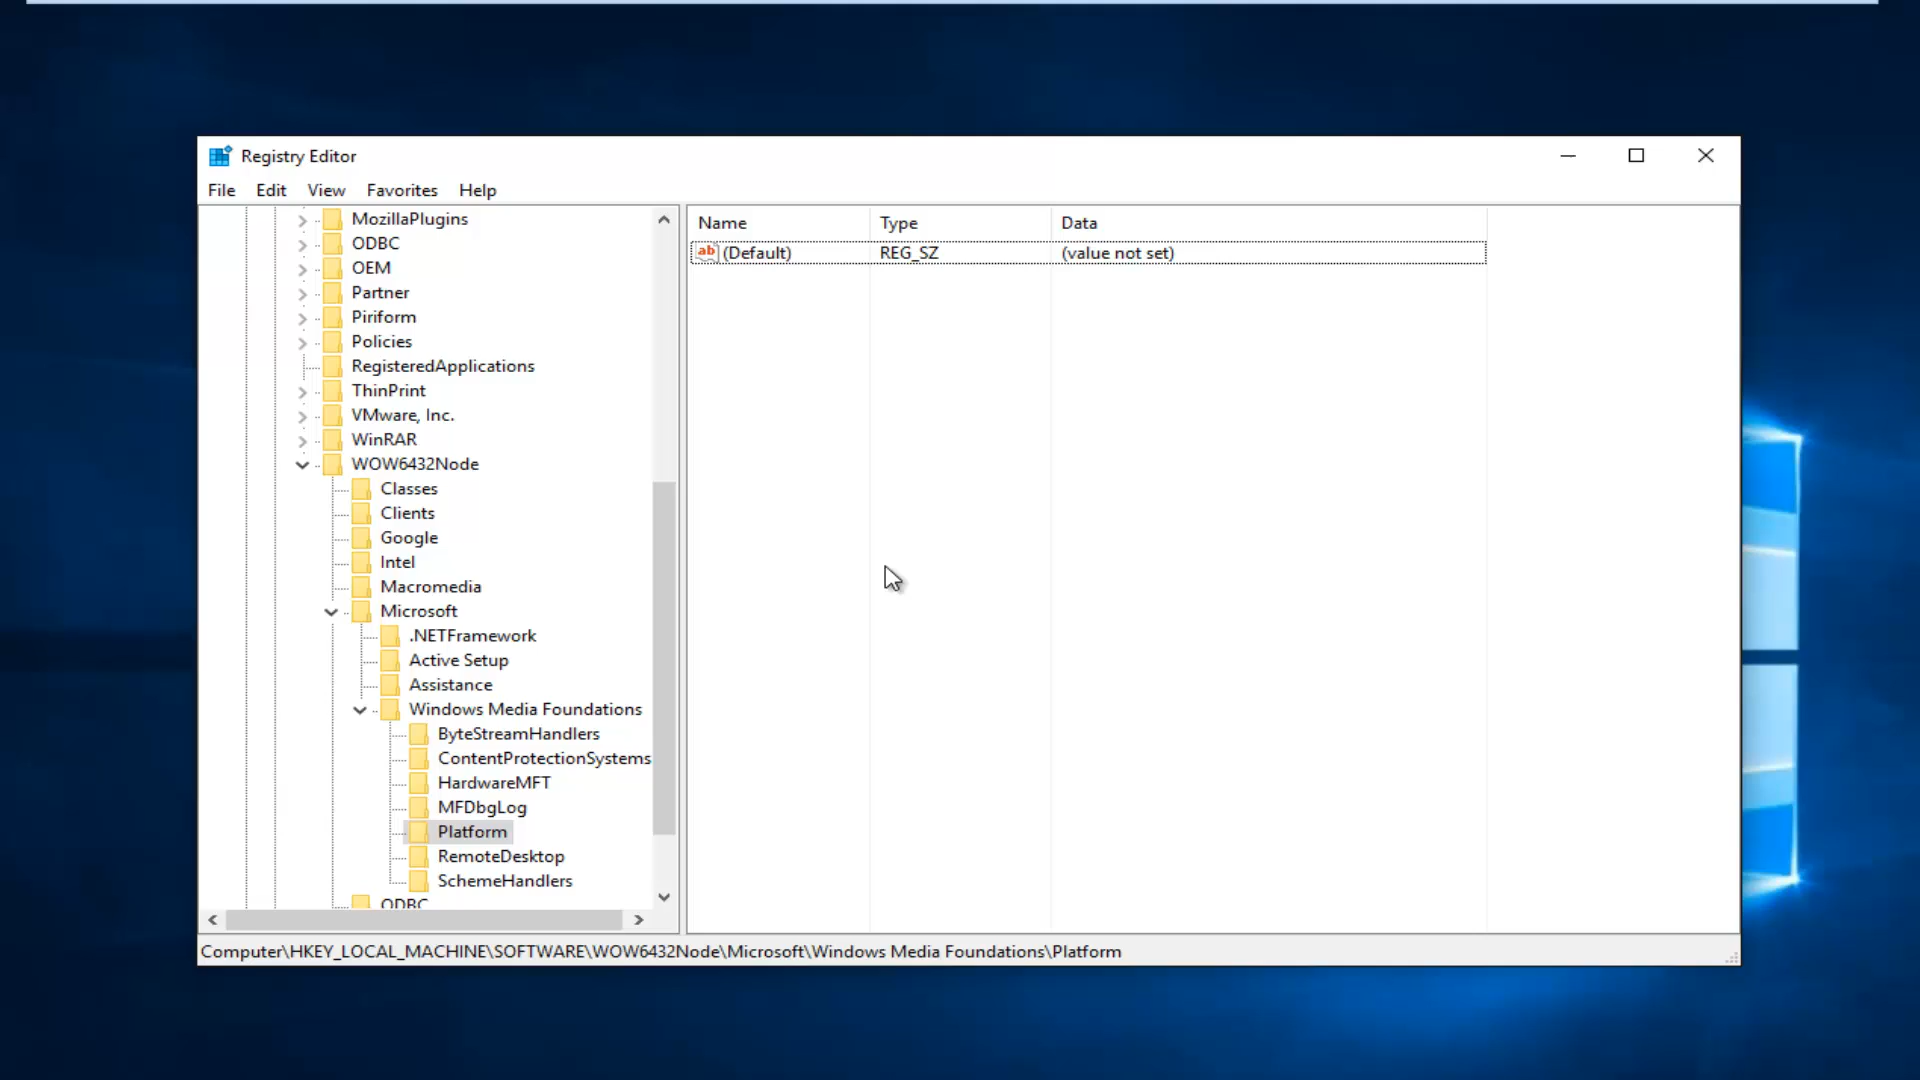 Registry Editor
File Edit View Favorites Help
MozillaPlugins
ODBC
OEM
Partner
Piriform
Policies
RegisteredApplications
ThinPrint
VMware, Inc.
WinRAR
WOW6432Node
Classes
Clients
Google
Intel
Macromedia
Microsoft
.NETFramework
Active Setup
Assistance
Windows Media Foundations
ByteStreamHandlers
ContentProtectionSystems
HardwareMFT
MFDbgLog
Platform
RemoteDesktop
SchemeHandlers
ODBC
Name Type Data
ab (Default) REG_SZ (value not set)
Computer\HKEY_LOCAL_MACHINE\SOFTWARE\WOW6432Node\Microsoft\Windows Media Foundations\Platform